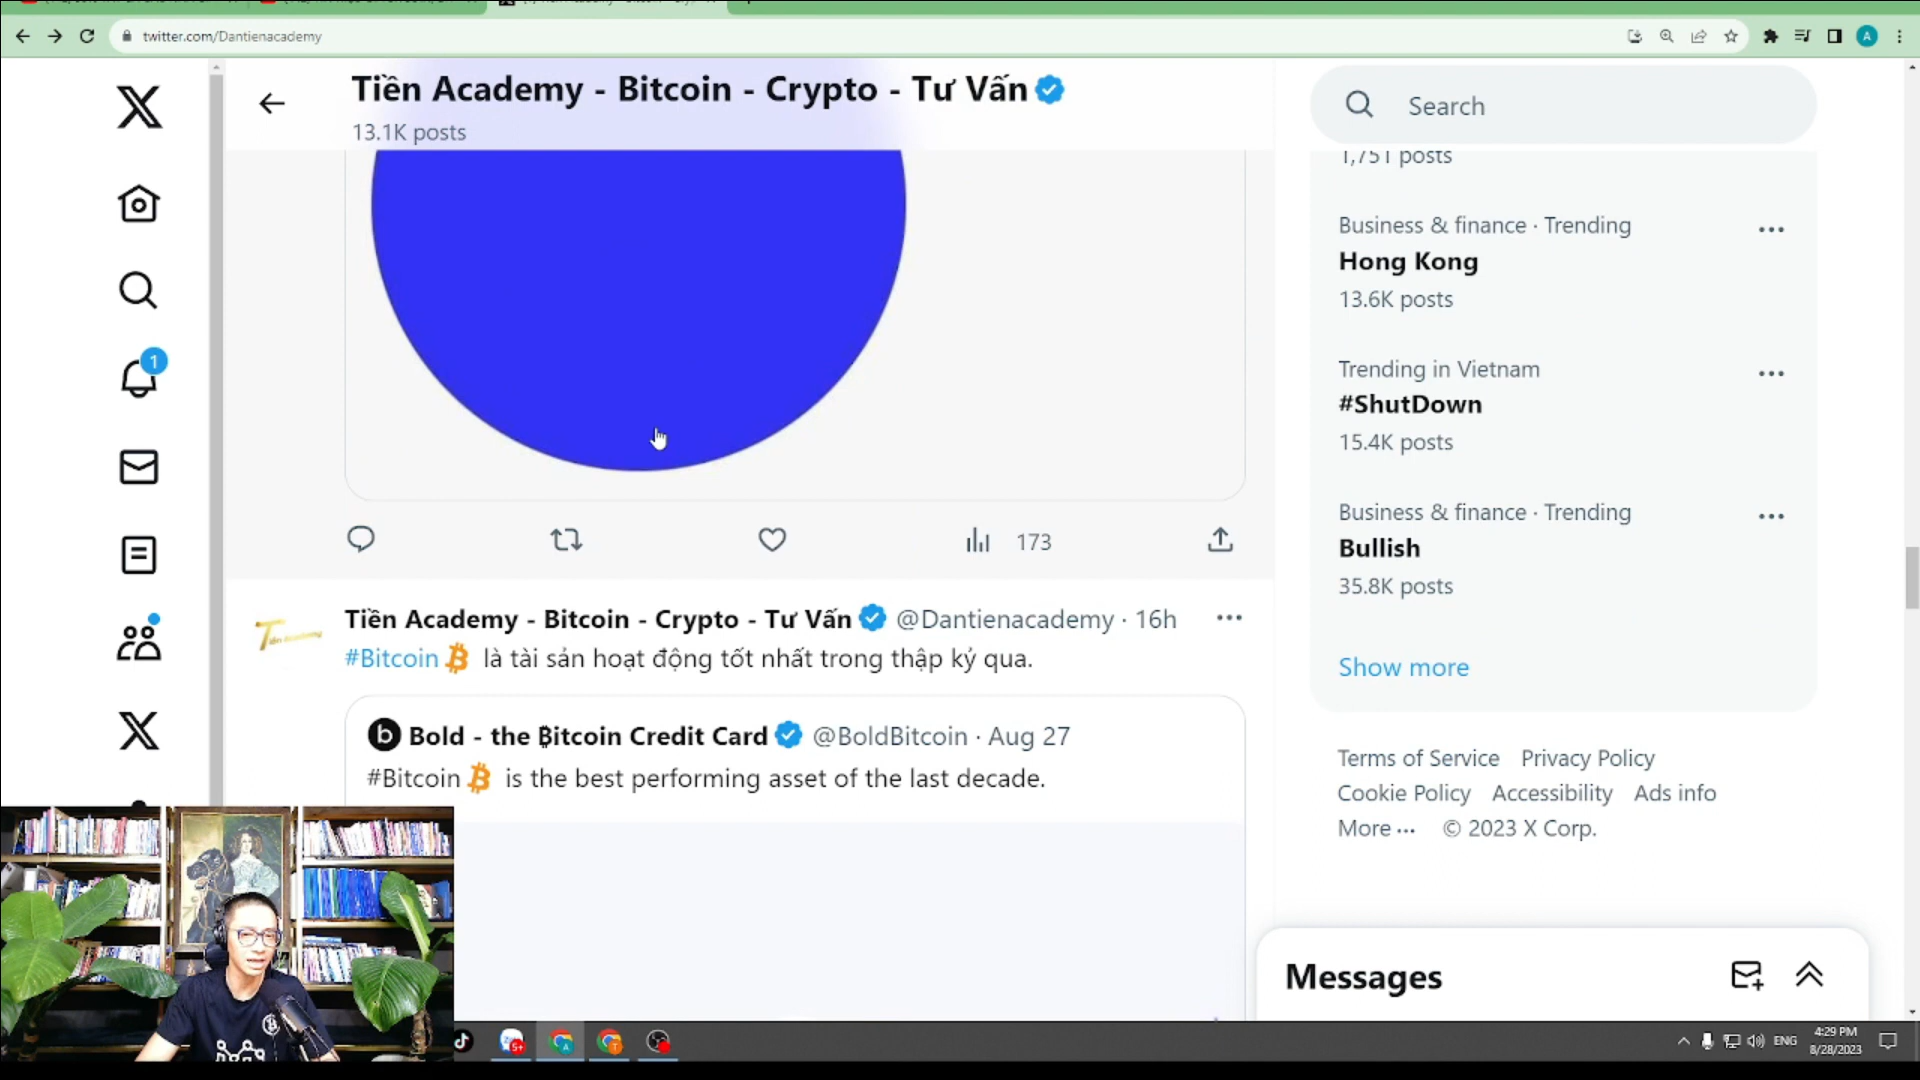 twitter.com/Dantienacademy
A
Tiền Academy - Bitcoin - Crypto - Tư Vấn
13.1K posts
Search
1,751 posts
Business & finance · Trending
Hong Kong
13.6K posts
1
Trending in Vietnam
#ShutDown
15.4K posts
Business & finance · Trending
Bullish
35.8K posts
173
Show more
Tiền Academy - Bitcoin - Crypto - Tư Vấn @Dantienacademy · 16h
#Bitcoin là tài sản hoạt động tốt nhất trong thập kỷ qua.
Bold - the ₿itcoin Credit Card @BoldBitcoin · Aug 27
#Bitcoin is the best performing asset of the last decade.
Terms of Service Privacy Policy
Cookie Policy Accessibility Ads info
More ··· © 2023 X Corp.
Messages
5+
ENG
4:29 PM
8/28/2023